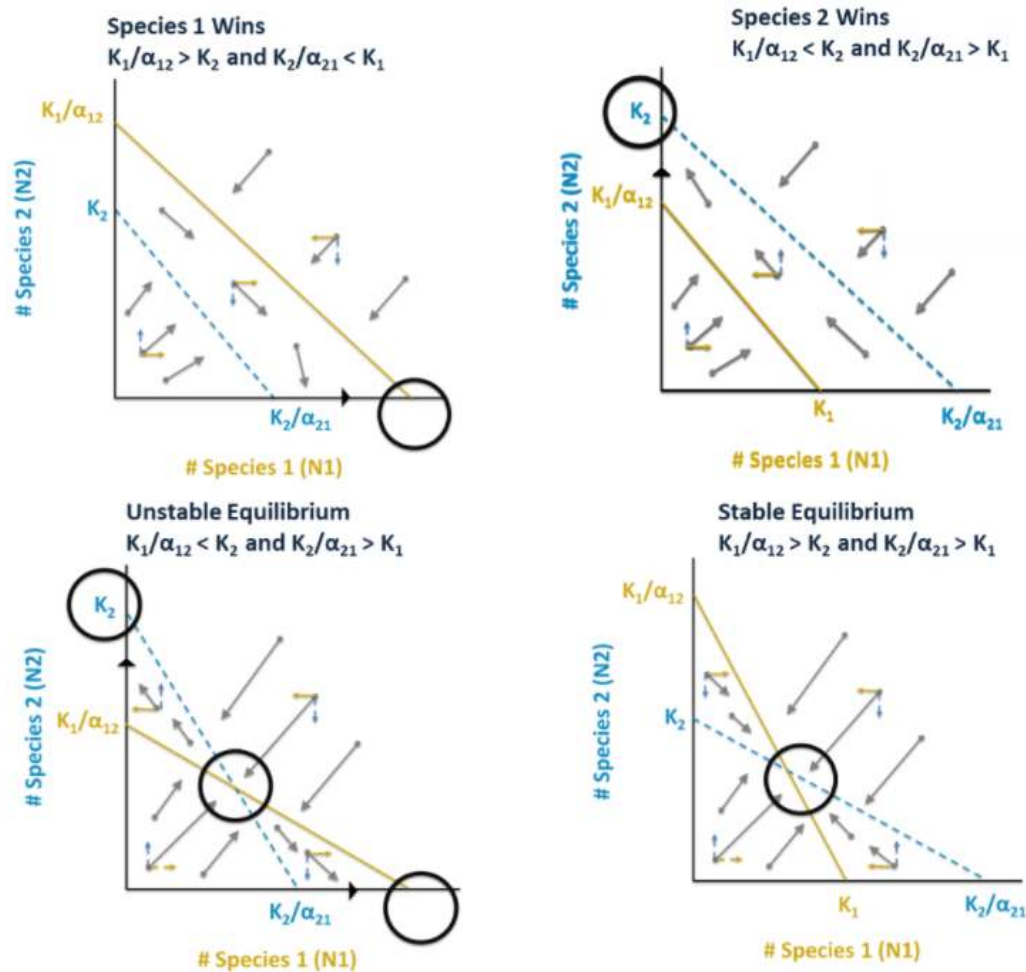 Species 1 Wins
K₁/α₁₂ > K₂ and K₂/α₂₁ < K₁
K₁/α₁₂
K₂
# Species 2 (N2)
K₂/α₂₁
# Species 1 (N1)
Species 2 Wins
K₁/α₁₂ < K₂ and K₂/α₂₁ > K₁
K₂
K₁/α₁₂
# Species 2 (N2)
K₁
K₂/α₂₁
# Species 1 (N1)
Unstable Equilibrium
K₁/α₁₂ < K₂ and K₂/α₂₁ > K₁
K₂
K₁/α₁₂
# Species 2 (N2)
K₂/α₂₁
# Species 1 (N1)
Stable Equilibrium
K₁/α₁₂ > K₂ and K₂/α₂₁ > K₁
K₁/α₁₂
K₂
# Species 2 (N2)
K₁
K₂/α₂₁
# Species 1 (N1)